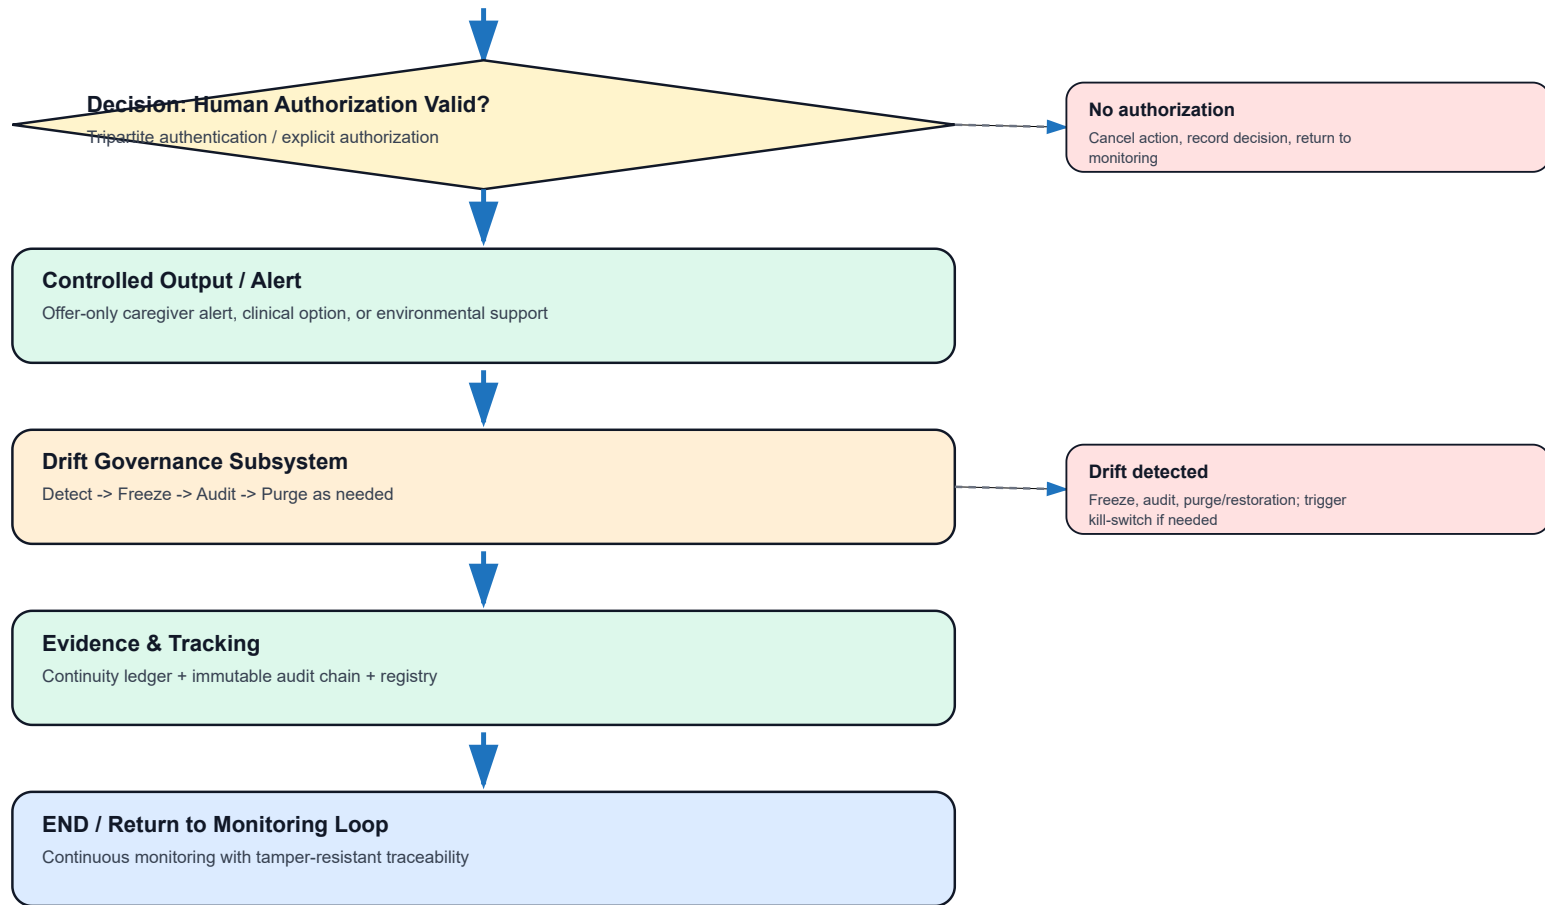 Decision: Human Authorization Valid?
Tripartite authentication / explicit authorization
No authorization
Cancel action, record decision, return to
monitoring
Controlled Output / Alert
Offer-only caregiver alert, clinical option, or environmental support
Drift Governance Subsystem
Detect -> Freeze -> Audit -> Purge as needed
Drift detected
Freeze, audit, purge/restoration; trigger
kill-switch if needed
Evidence & Tracking
Continuity ledger + immutable audit chain + registry
END / Return to Monitoring Loop
Continuous monitoring with tamper-resistant traceability